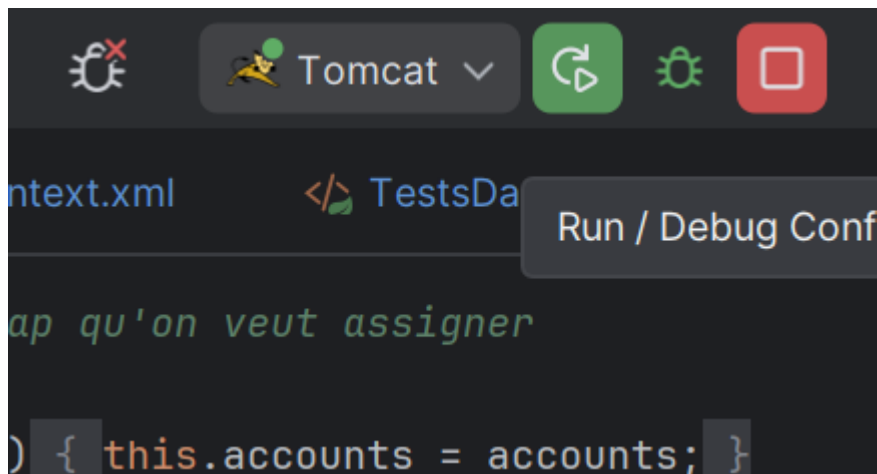 Tomcat
ntext.xml </> TestsDa
Run / Debug Conf
ap qu'on veut assigner
) { this.accounts = accounts; }